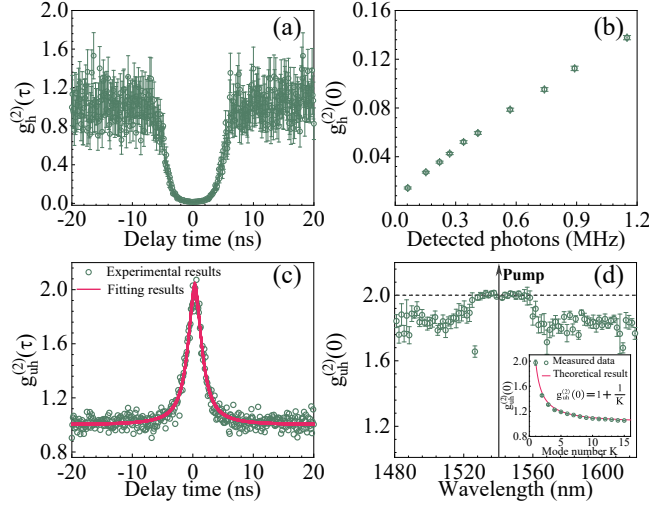 (a)
g_h^(2)(τ)
2.0
1.6
1.2
0.8
0.4
0.0
-20 -10 0 10 20
Delay time (ns)
(b)
g_h^(2)(0)
0.16
0.12
0.08
0.04
0.0 0.3 0.6 0.9 1.2
Detected photons (MHz)
(c)
Experimental results
Fitting results
g_uh^(2)(τ)
2.0
1.6
1.2
0.8
-20 -10 0 10 20
Delay time (ns)
(d)
Pump
g_uh^(2)(0)
2.0
1.6
1.2
1480 1520 1560 1600
Wavelength (nm)
Measured data
Theoretical result
g_uh^(2)(0)=1+1/K
g_uh^(2)(0)
2.0
1.6
1.2
0.8
0 5 10 15
Mode number K